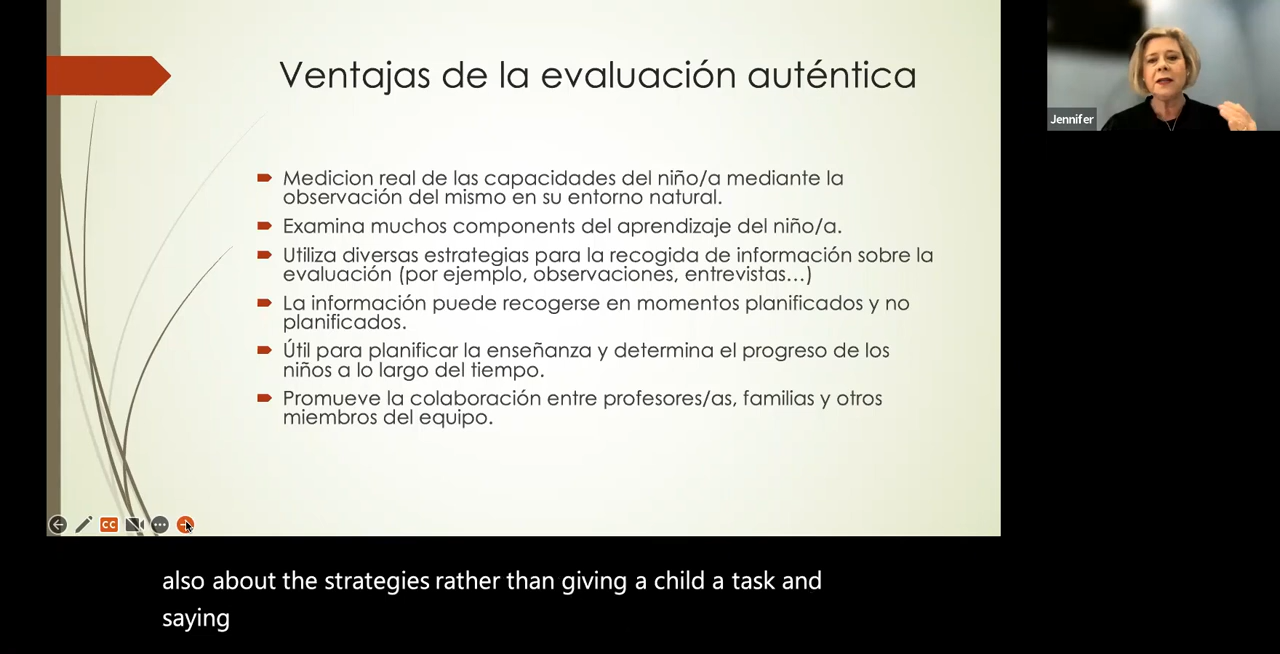 Ventajas de la evaluación auténtica
Jennifer
Medicion real de las capacidades del niño/a mediante la
observación del mismo en su entorno natural.
Examina muchos components del aprendizaje del niño/a.
Utiliza diversas estrategias para la recogida de información sobre la
evaluación (por ejemplo, observaciones, entrevistas...)
La información puede recogerse en momentos planificados y no
planificados.
Útil para planificar la enseñanza y determina el progreso de los
niños a lo largo del tiempo.
Promueve la colaboración entre profesores/as, familias y otros
miembros del equipo.
CC
also about the strategies rather than giving a child a task and
saying